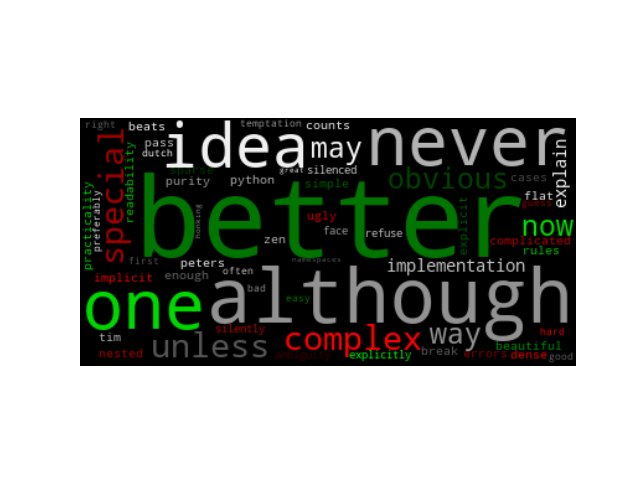 right
beats
idea
temptation
counts
may
never
explain
pass
dutch
special
readability
practicality
preferably
sparse
purity
python
great
silenced
simple
obvious
cases
flat
guess
better
honking
ugly
zen
face
refuse
explicit
now
complicated
rules
first
peters
often
namespaces
implementation
implicit
enough
bad
although
one
easy
tim
silently
complex
way
hard
nested
unless
ambiguity
explicitly
break
errors
dense
beautiful
good